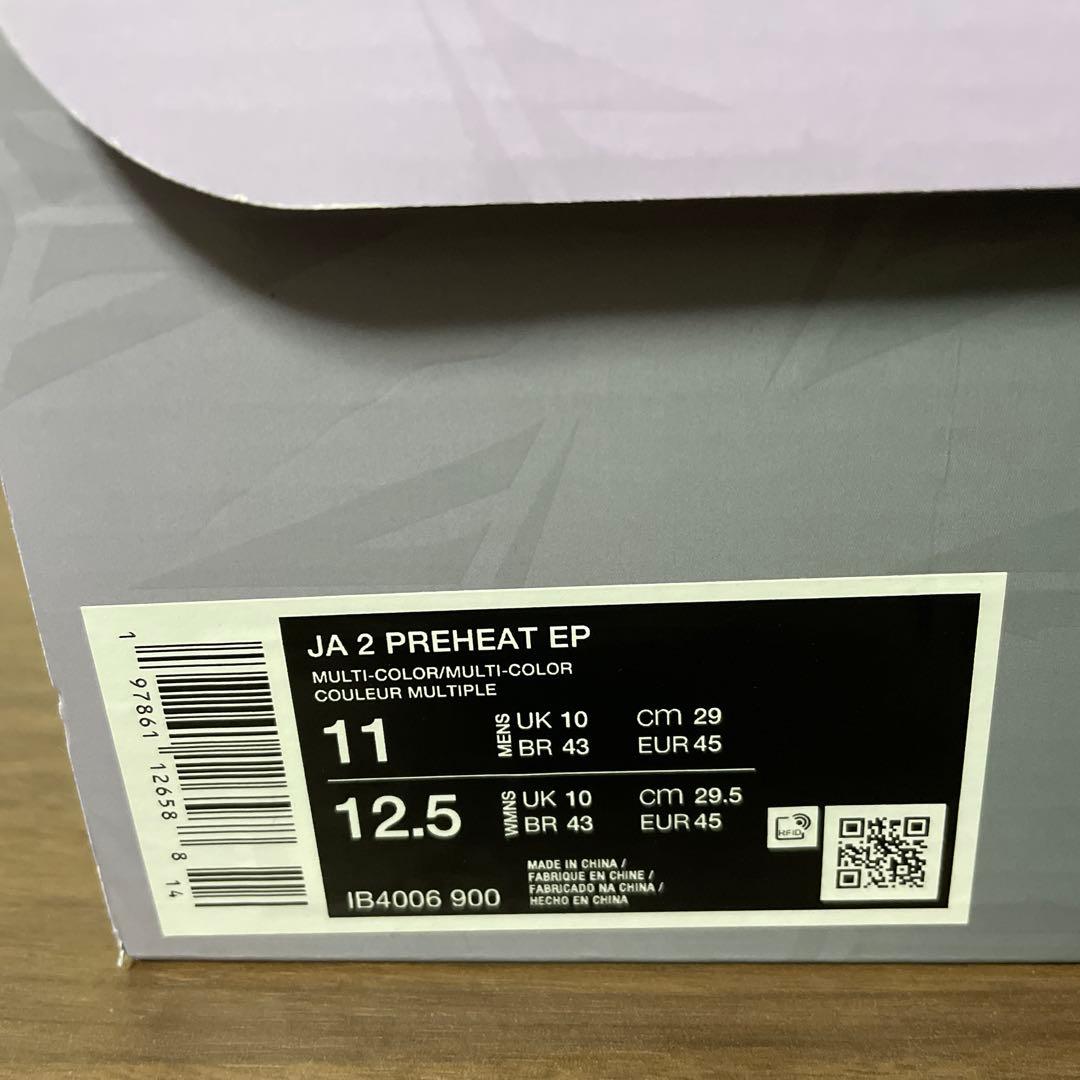 JA 2 PREHEAT EP
MULTI-COLOR/MULTI-COLOR
COULEUR MULTIPLE
11 MENS UK 10 CM 29
BR 43 EUR 45
12.5 WMNS UK 10 CM 29.5
BR 43 EUR 45
IB4006 900
MADE IN CHINA /
FABRIQUE EN CHINE /
FABRICADO NA CHINA /
HECHO EN CHINA
RFID
1 97861 12658 8 14